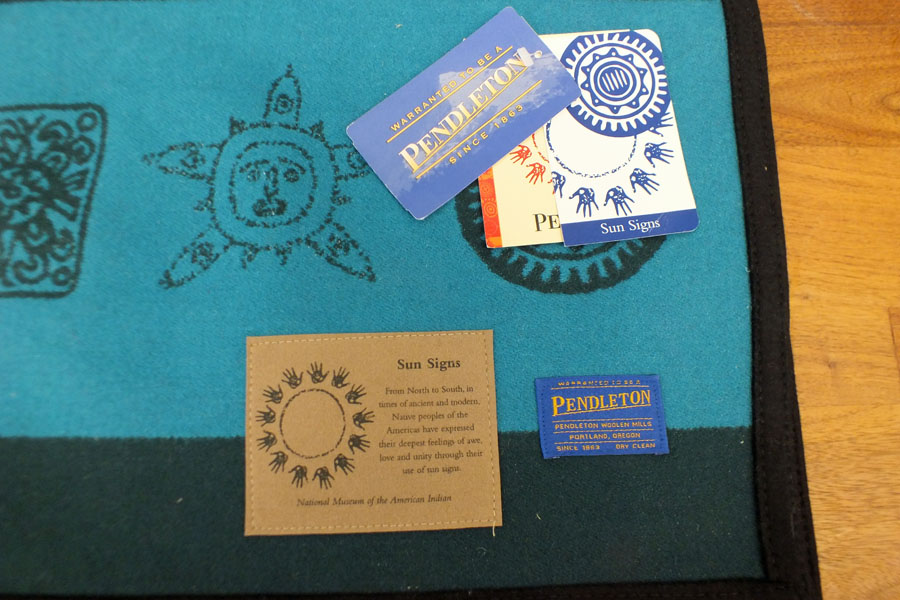 WARRANTED TO BE A
PENDLETON®
SINCE 1863
PE
Sun Signs
Sun Signs
From North to South, in
times of ancient and modern,
Native peoples of the
Americas have expressed
their deepest feelings of awe,
love and unity through their
use of sun signs.
National Museum of the American Indian
WARRANTED TO BE A
PENDLETON
PENDLETON WOOLEN MILLS
PORTLAND, OREGON
SINCE 1863 DRY CLEAN